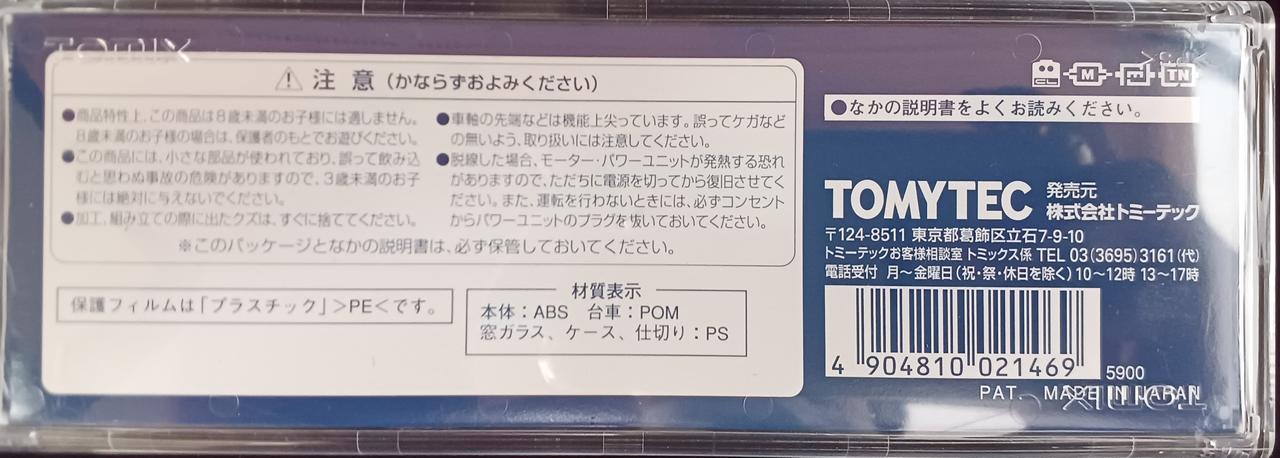 TOMIX
注意(かならずおよみください)
●商品特性上、この商品は8歳未満のお子様には適しません。
8歳未満のお子様の場合は、保護者のもとでお遊びください。
●この商品には、小さな部品が使われており、誤って飲み込
むと思わぬ事故の危険がありますので、3歳未満のお子
様には絶対に与えないでください。
●加工、組み立ての際に出たクズは、すぐに捨ててください。
●車軸の先端などは機能上尖っています。誤ってケガなど
の無いよう、取り扱いには注意してください。
●脱線した場合、モーター・パワーユニットが発熱する恐れ
がありますので、ただちに電源を切ってから復旧させてく
ださい。また、運転を行わないときには、必ずコンセント
からパワーユニットのプラグを抜いておいてください。
※このパッケージとなかの説明書は、必ず保管しておいてください。
保護フィルムは「プラスチック」>PE<です。
材質表示
本体:ABS 台車:POM
窓ガラス、ケース、仕切り:PS
CL M TN
●なかの説明書をよくお読みください。
TOMYTEC 発売元
株式会社トミーテック
〒124-8511 東京都葛飾区立石7-9-10
トミーテックお客様相談室 トミックス係 TEL 03(3695)3161(代)
電話受付 月~金曜日(祝・祭・休日を除く)10~12時 13~17時
4 904810 021469
5900
PAT. MADE IN JAPAN
TOMIX